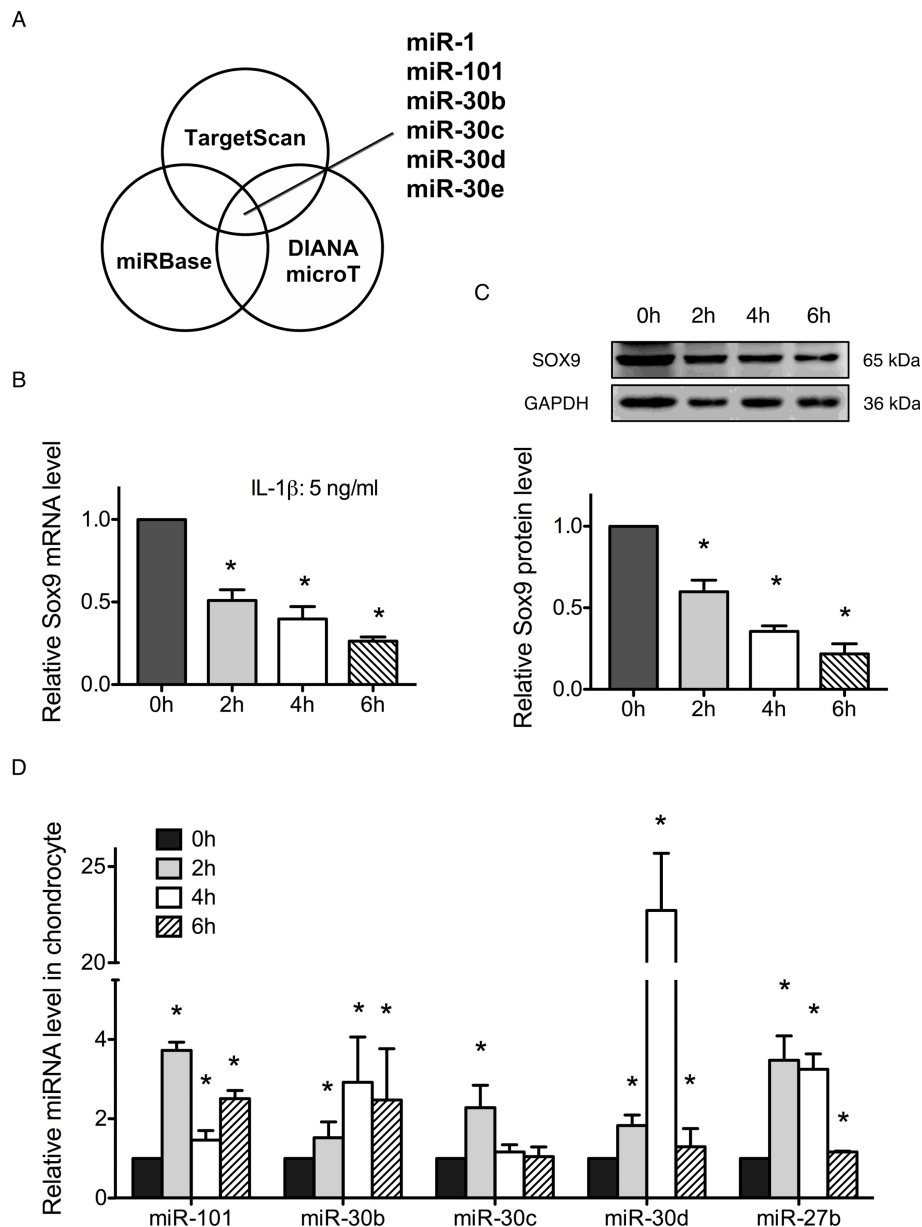 A
TargetScan
miRBase
DIANA
microT
miR-1
miR-101
miR-30b
miR-30c
miR-30d
miR-30e
B
Relative Sox9 mRNA level
IL-1β: 5 ng/ml
1.0
0.5
0.0
*
*
*
0h 2h 4h 6h
C
0h 2h 4h 6h
SOX9 65 kDa
GAPDH 36 kDa
Relative Sox9 protein level
1.0
0.5
0.0
*
*
*
0h 2h 4h 6h
D
Relative miRNA level in chondrocyte
0h
2h
4h
6h
25
20
4
2
0
* * *
* * *
*
* * *
* * *
miR-101 miR-30b miR-30c miR-30d miR-27b